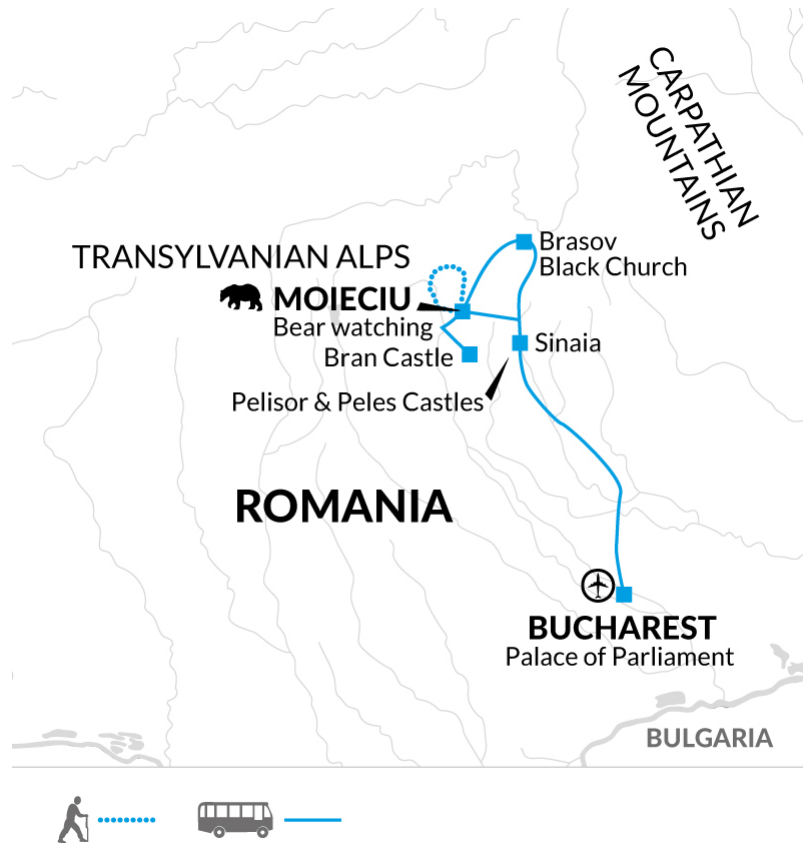 CARPATHIAN
MOUNTAINS
TRANSYLVANIAN ALPS
Brasov
Black Church
MOIECIU
Bear watching
Bran Castle
Sinaia
Pelisor & Peles Castles
ROMANIA
BUCHAREST
Palace of Parliament
BULGARIA